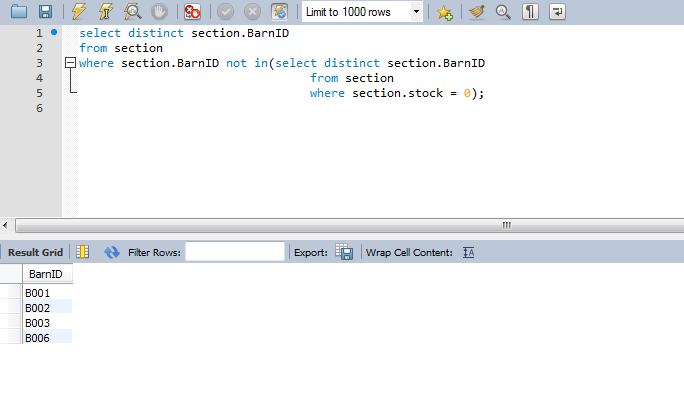 Limit to 1000 rows
1 select distinct section.BarnID
2 from section
3 where section.BarnID not in(select distinct section.BarnID
4 from section
5 where section.stock = 0);
6
Result Grid Filter Rows: Export: Wrap Cell Content:
BarnID
B001
B002
B003
B006